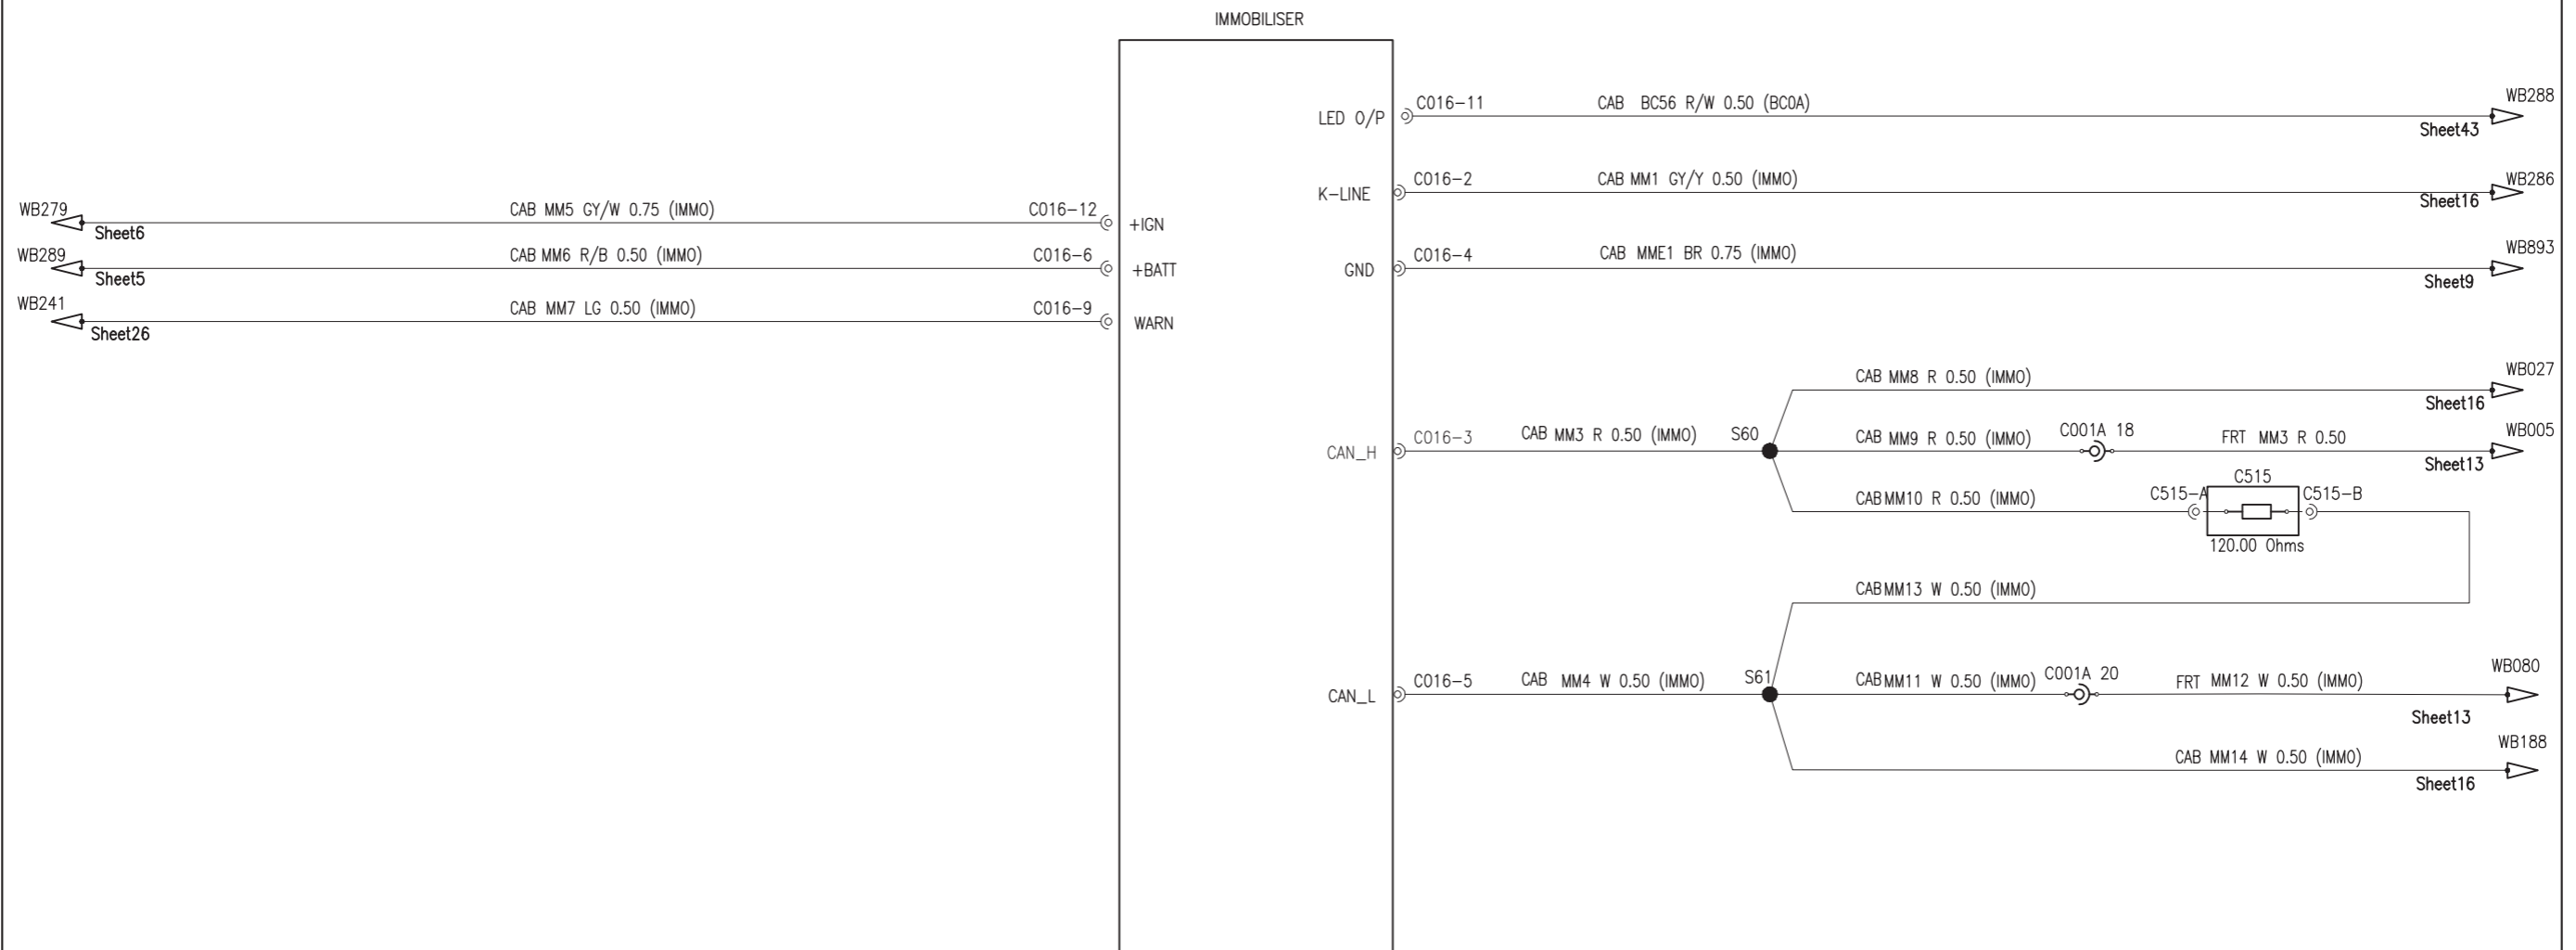 IMMOBILISER
LED O/P
C016-11
CAB BC56 R/W 0.50 (BC0A)
WB288
Sheet43
K-LINE
C016-2
CAB MM1 GY/Y 0.50 (IMMO)
WB286
Sheet16
WB279
Sheet6
CAB MM5 GY/W 0.75 (IMMO)
C016-12
+IGN
WB289
Sheet5
CAB MM6 R/B 0.50 (IMMO)
C016-6
+BATT
GND
C016-4
CAB MME1 BR 0.75 (IMMO)
WB893
Sheet9
WB241
Sheet26
CAB MM7 LG 0.50 (IMMO)
C016-9
WARN
CAB MM8 R 0.50 (IMMO)
WB027
Sheet16
CAN_H
C016-3
CAB MM3 R 0.50 (IMMO)
S60
CAB MM9 R 0.50 (IMMO)
C001A 18
FRT MM3 R 0.50
WB005
Sheet13
CAB MM10 R 0.50 (IMMO)
C515-A
C515
C515-B
120.00 Ohms
CAB MM13 W 0.50 (IMMO)
CAN_L
C016-5
CAB MM4 W 0.50 (IMMO)
S61
CAB MM11 W 0.50 (IMMO)
C001A 20
FRT MM12 W 0.50 (IMMO)
WB080
Sheet13
CAB MM14 W 0.50 (IMMO)
WB188
Sheet16